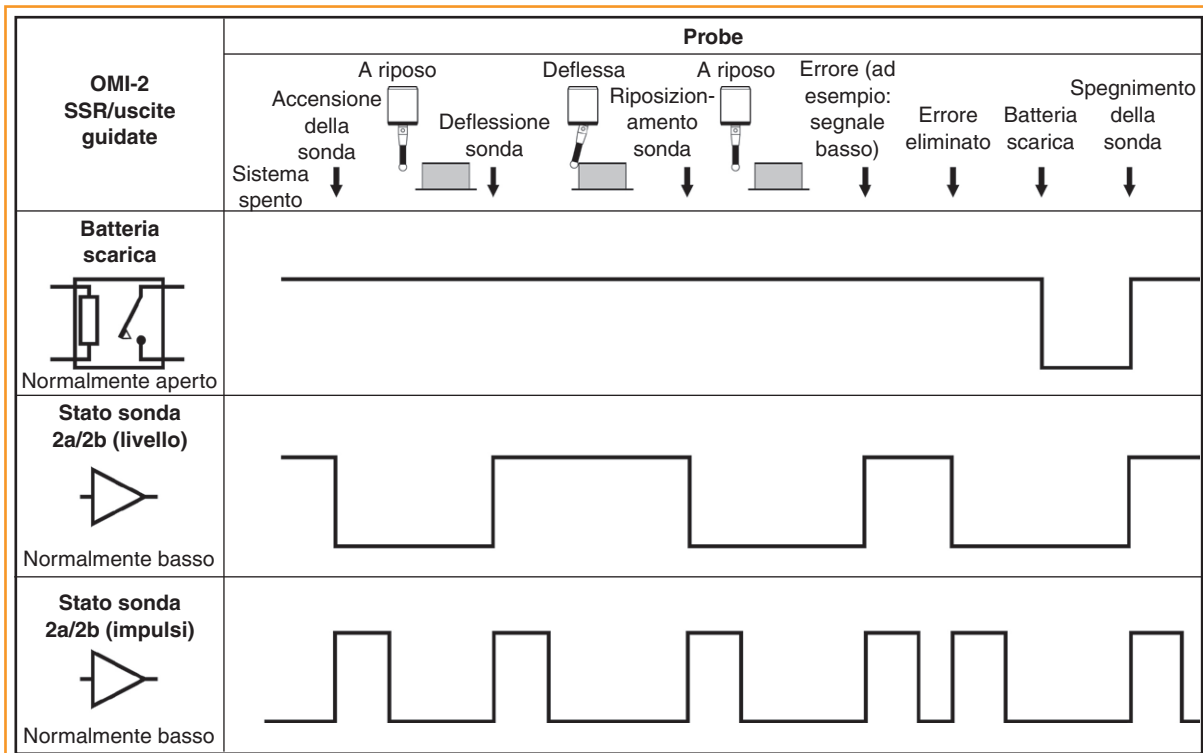 OMI-2
SSR/uscite
guidate
Probe
Sistema
spento
Accensione
della
sonda
A riposo
Deflessione
sonda
Deflessa
Riposizion-
amento
sonda
A riposo
Errore (ad
esempio:
segnale
basso)
Errore
eliminato
Batteria
scarica
Spegnimento
della
sonda
Batteria
scarica
Normalmente aperto
Stato sonda
2a/2b (livello)
Normalmente basso
Stato sonda
2a/2b (impulsi)
Normalmente basso